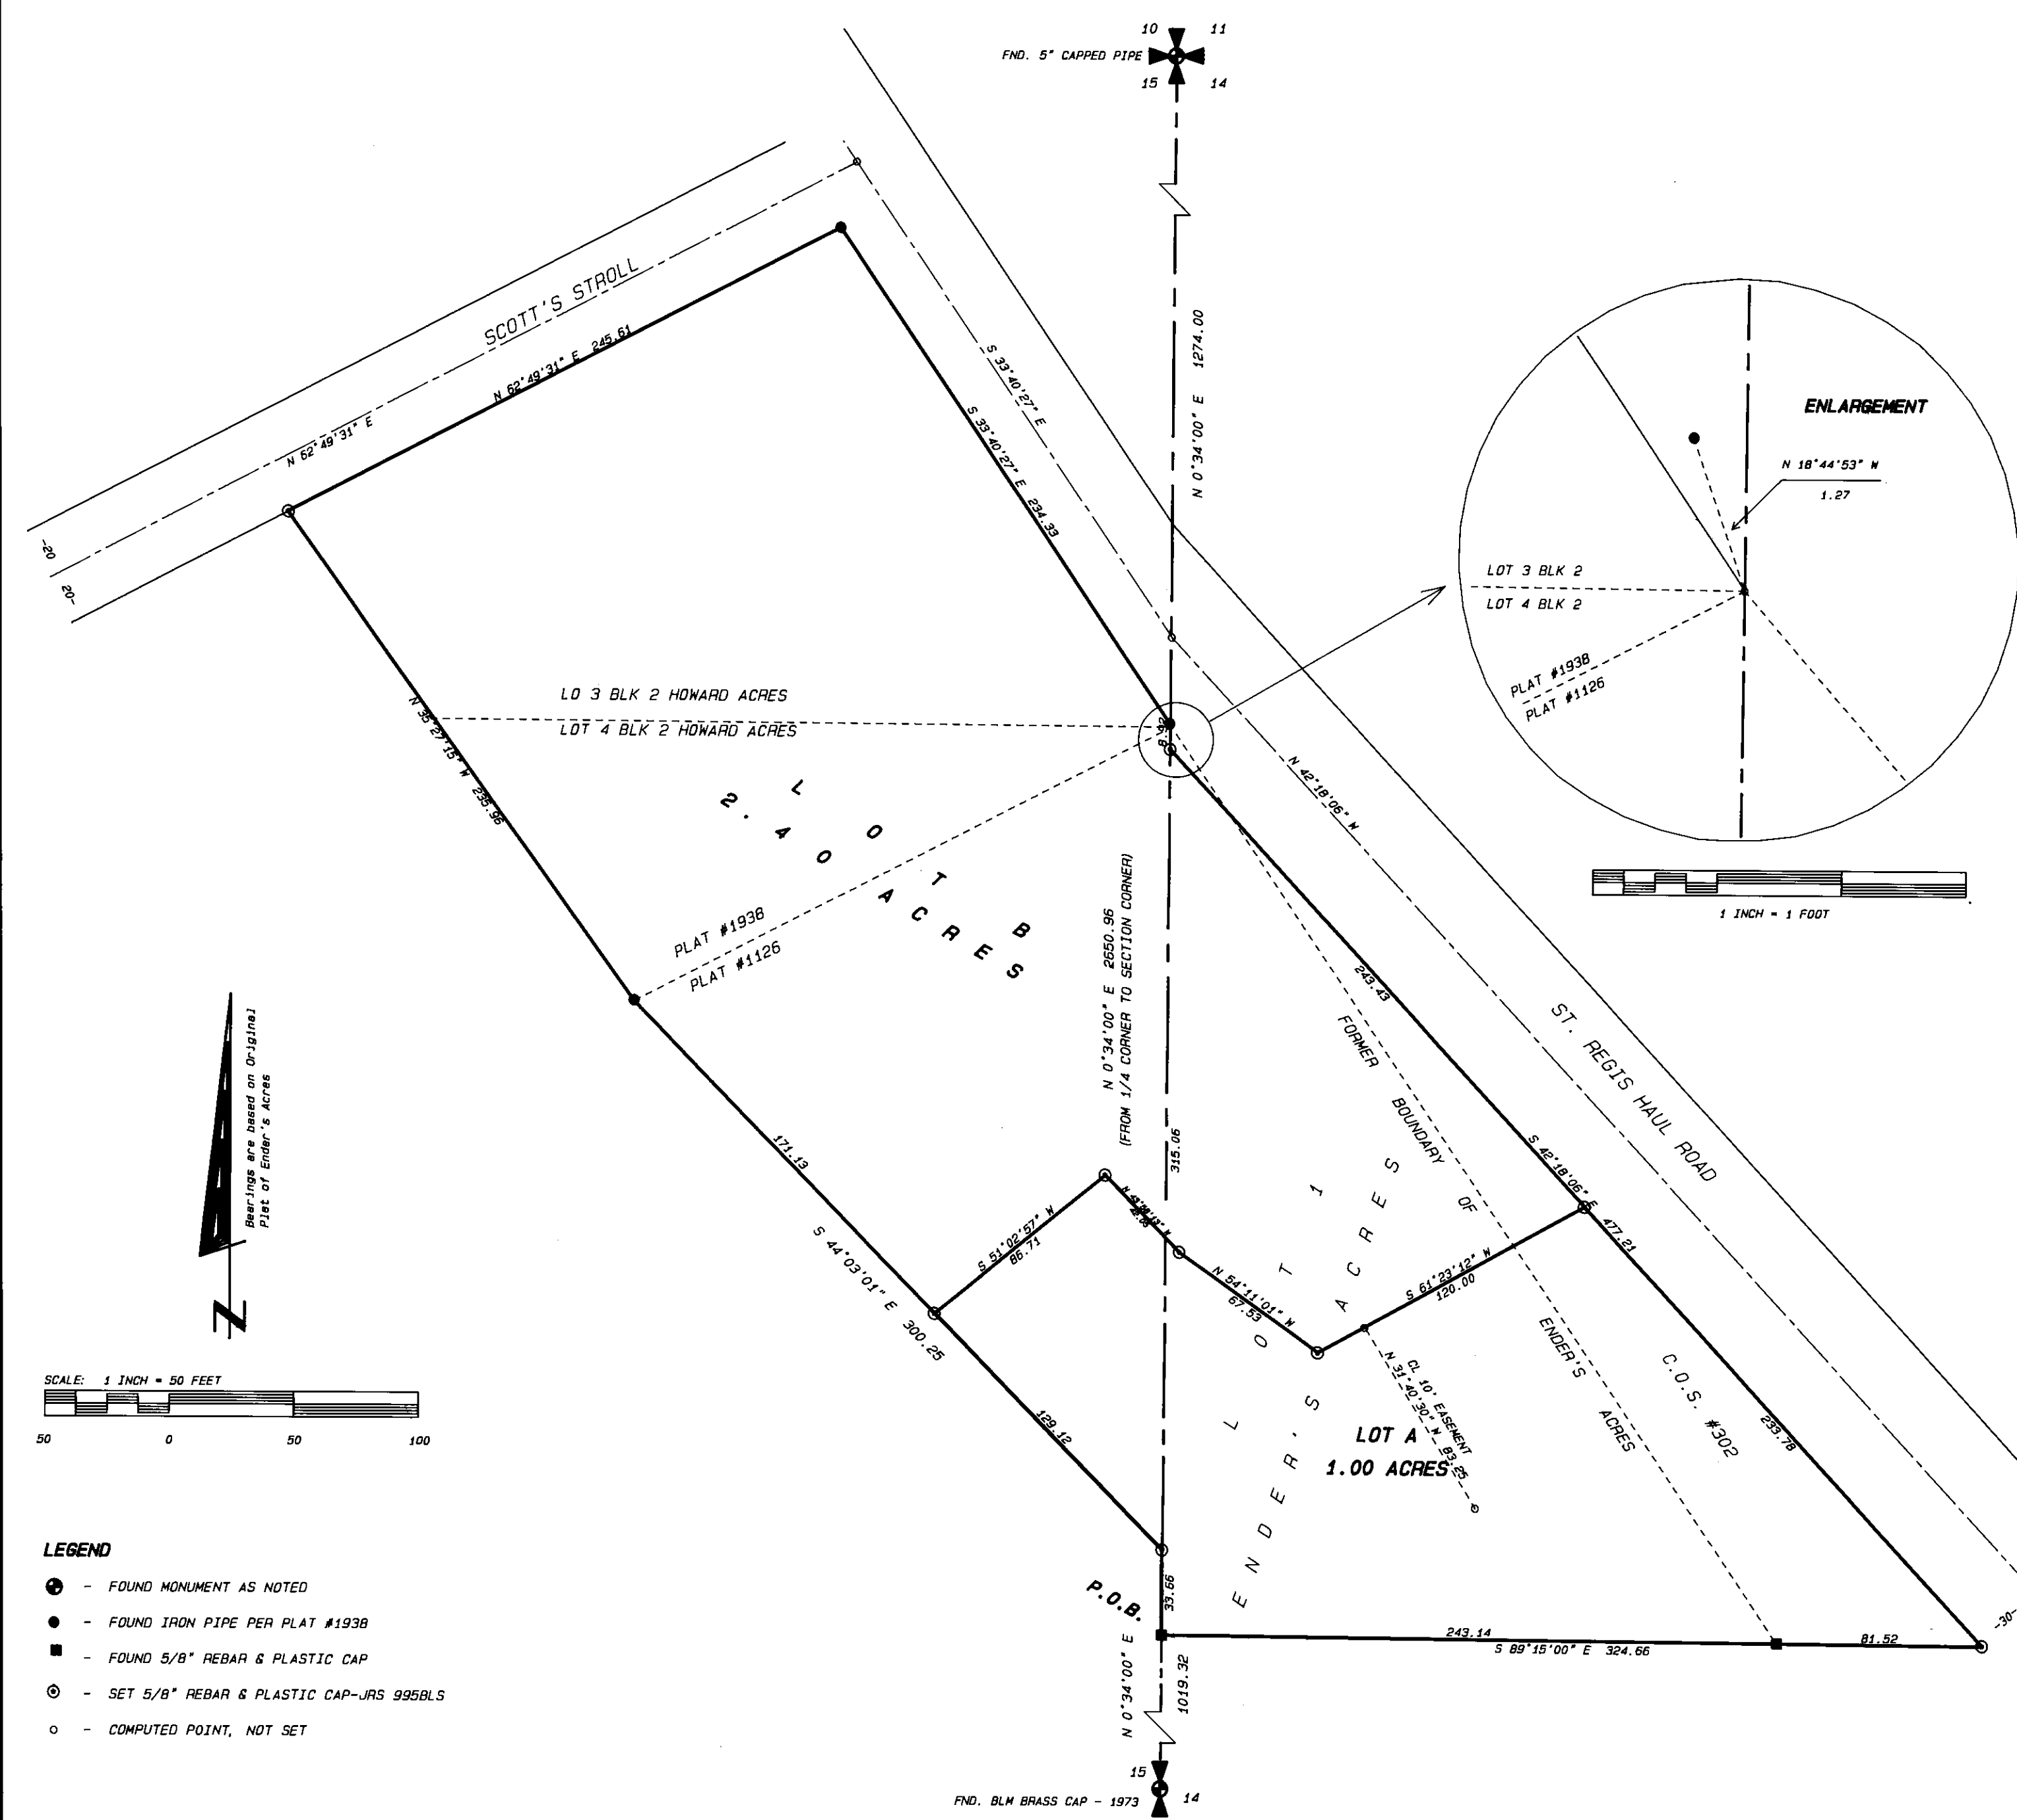 10 11
FND. 5" CAPPED PIPE
15 14
SCOTT'S STROLL
N 62°49'31" E 245.61
N 62°49'31" E
-20
20-
S 33°40'27" E
S 33°40'27" E 234.33
N 0°34'00" E 1274.00
ENLARGEMENT
N 18°44'53" W
1.27
LOT 3 BLK 2
LOT 4 BLK 2
PLAT #1938
PLAT #1126
1 INCH = 1 FOOT
LO 3 BLK 2 HOWARD ACRES
LOT 4 BLK 2 HOWARD ACRES
8.92
N 35°27'15" W 235.96
LOT B
2.40 ACRES
PLAT #1938
PLAT #1126
N 42°18'06" W
N 0°34'00" E 2650.96
(FROM 1/4 CORNER TO SECTION CORNER)
315.06
243.43
S 42°18'06" E 477.21
ST. REGIS HAUL ROAD
FORMER BOUNDARY OF ENDER'S ACRES
Bearings are based on Original
Plat of Ender's Acres
N
171.13
S 44°03'01" E 300.25
129.12
S 51°02'57" W
86.71
N 54°11'01" W
67.53
S 61°23'12" W
120.00
LOT 1
ENDER'S ACRES
CL 10' EASEMENT
N 31°40'30" W 83.25
LOT A
1.00 ACRES
C.O.S. #302
233.78
SCALE: 1 INCH = 50 FEET
50 0 50 100
LEGEND
- FOUND MONUMENT AS NOTED
- FOUND IRON PIPE PER PLAT #1938
- FOUND 5/8" REBAR & PLASTIC CAP
- SET 5/8" REBAR & PLASTIC CAP-JRS 9958LS
- COMPUTED POINT, NOT SET
P.O.B.
33.66
243.14
S 89°15'00" E 324.66
81.52
-30-
N 0°34'00" E
1019.32
15
14
FND. BLM BRASS CAP - 1973